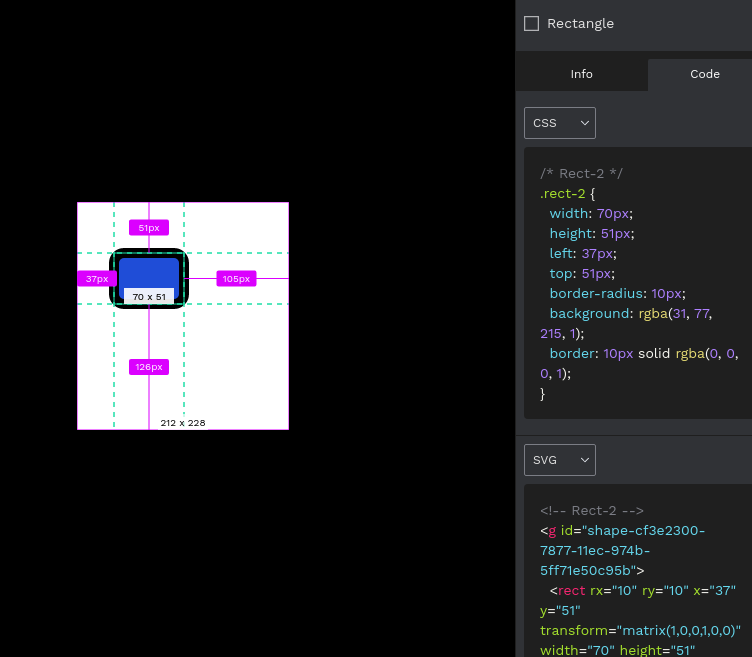 Rectangle
Info
Code
CSS
/* Rect-2 */
.rect-2 {
width: 70px;
height: 51px;
left: 37px;
top: 51px;
border-radius: 10px;
background: rgba(31, 77,
215, 1);
border: 10px solid rgba(0, 0,
0, 1);
}
SVG
<!-- Rect-2 -->
<g id="shape-cf3e2300-
7877-11ec-974b-
5ff71e50c95b">
<rect rx="10" ry="10" x="37"
y="51"
transform="matrix(1,0,0,1,0,0)"
width="70" height="51"
51px
37px
105px
70 x 51
126px
212 x 228